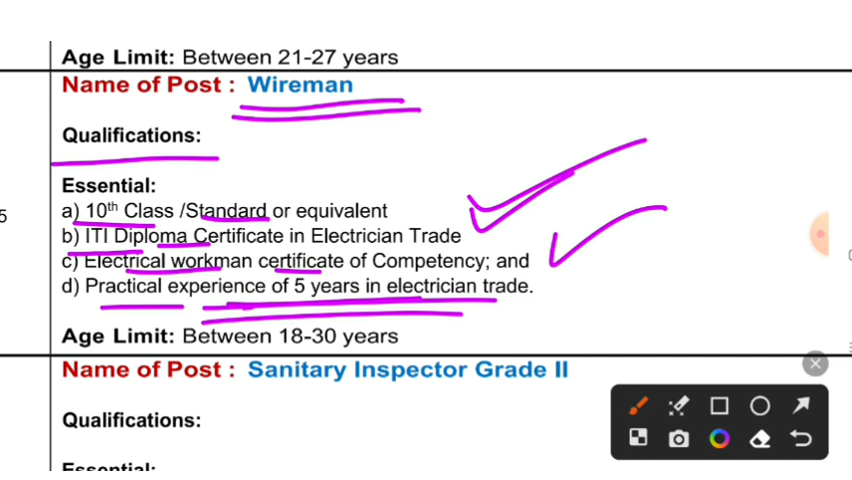 Age Limit: Between 21-27 years
Name of Post : Wireman
Qualifications:
Essential:
5
a) 10th Class /Standard or equivalent
b) ITI Diploma Certificate in Electrician Trade
c) Electrical workman certificate of Competency; and
d) Practical experience of 5 years in electrician trade.
Age Limit: Between 18-30 years
Name of Post : Sanitary Inspector Grade II
Qualifications:
Essential: